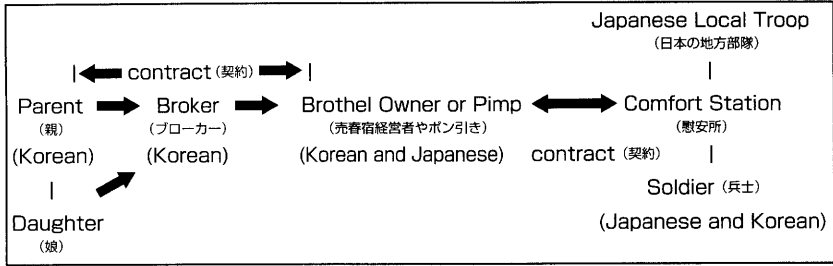 Japanese Local Troop
(日本の地方部隊)
contract (契約)
Parent
(親)
(Korean)
Broker
(ブローカー)
(Korean)
Brothel Owner or Pimp
(売春宿経営者やポン引き)
(Korean and Japanese)
Comfort Station
(慰安所)
contract (契約)
Soldier (兵士)
(Japanese and Korean)
Daughter
(娘)